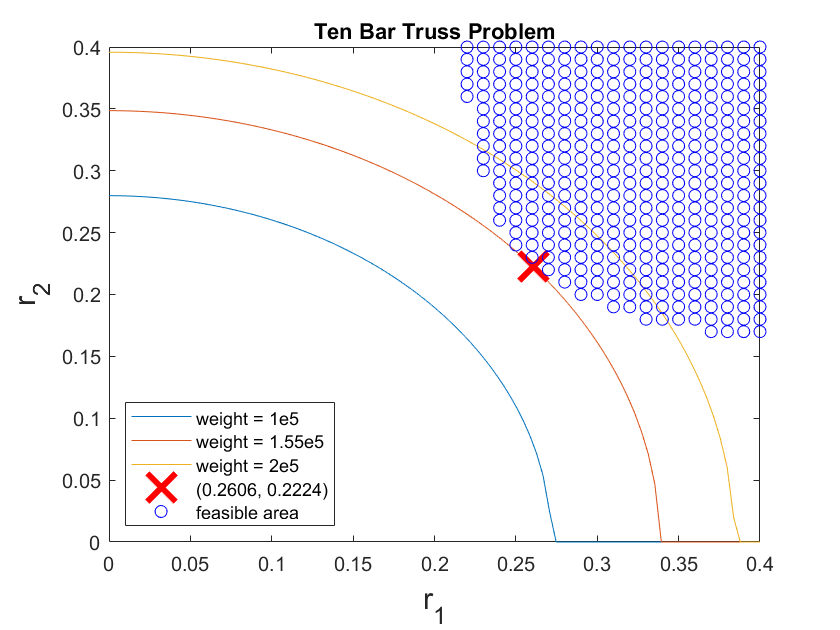 Ten Bar Truss Problem
0.4
0.35
0.3
0.25
0.2
0.15
0.1
0.05
0
r2
weight = 1e5
weight = 1.55e5
weight = 2e5
(0.2606, 0.2224)
feasible area
0 0.05 0.1 0.15 0.2 0.25 0.3 0.35 0.4
r1